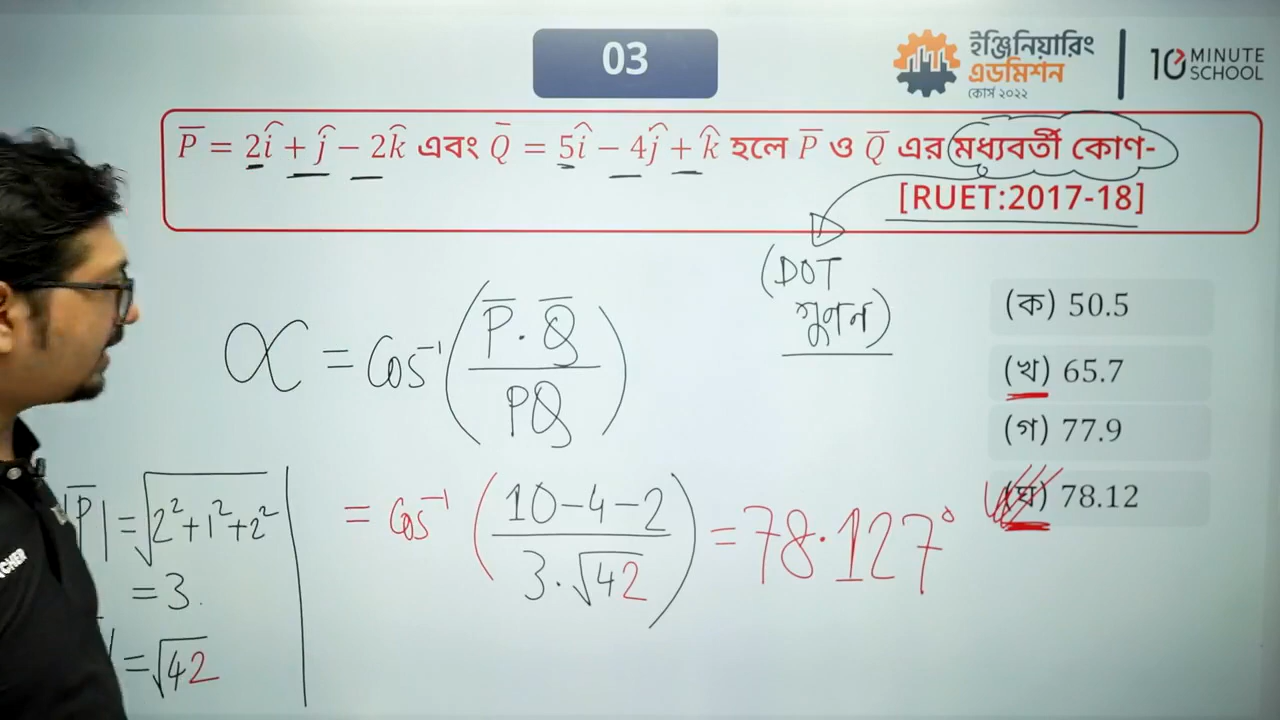 03
ইঞ্জিনিয়ারিং
এডমিশন
কোর্স ২০২২
10 MINUTE
SCHOOL
P̅ = 2î + ĵ − 2k̂ এবং Q̅ = 5î − 4ĵ + k̂ হলে P̅ ও Q̅ এর মধ্যবর্তী কোণ-
[RUET:2017-18]
(DOT
গুণন)
(ক) 50.5
(খ) 65.7
(গ) 77.9
(ঘ) 78.12
∝ = Cos⁻¹ (P̅ . Q̅ / PQ)
= Cos⁻¹ (10−4−2 / 3.√42) = 78.127°
|P̅| = √2²+1²+2²
= 3.
= √42